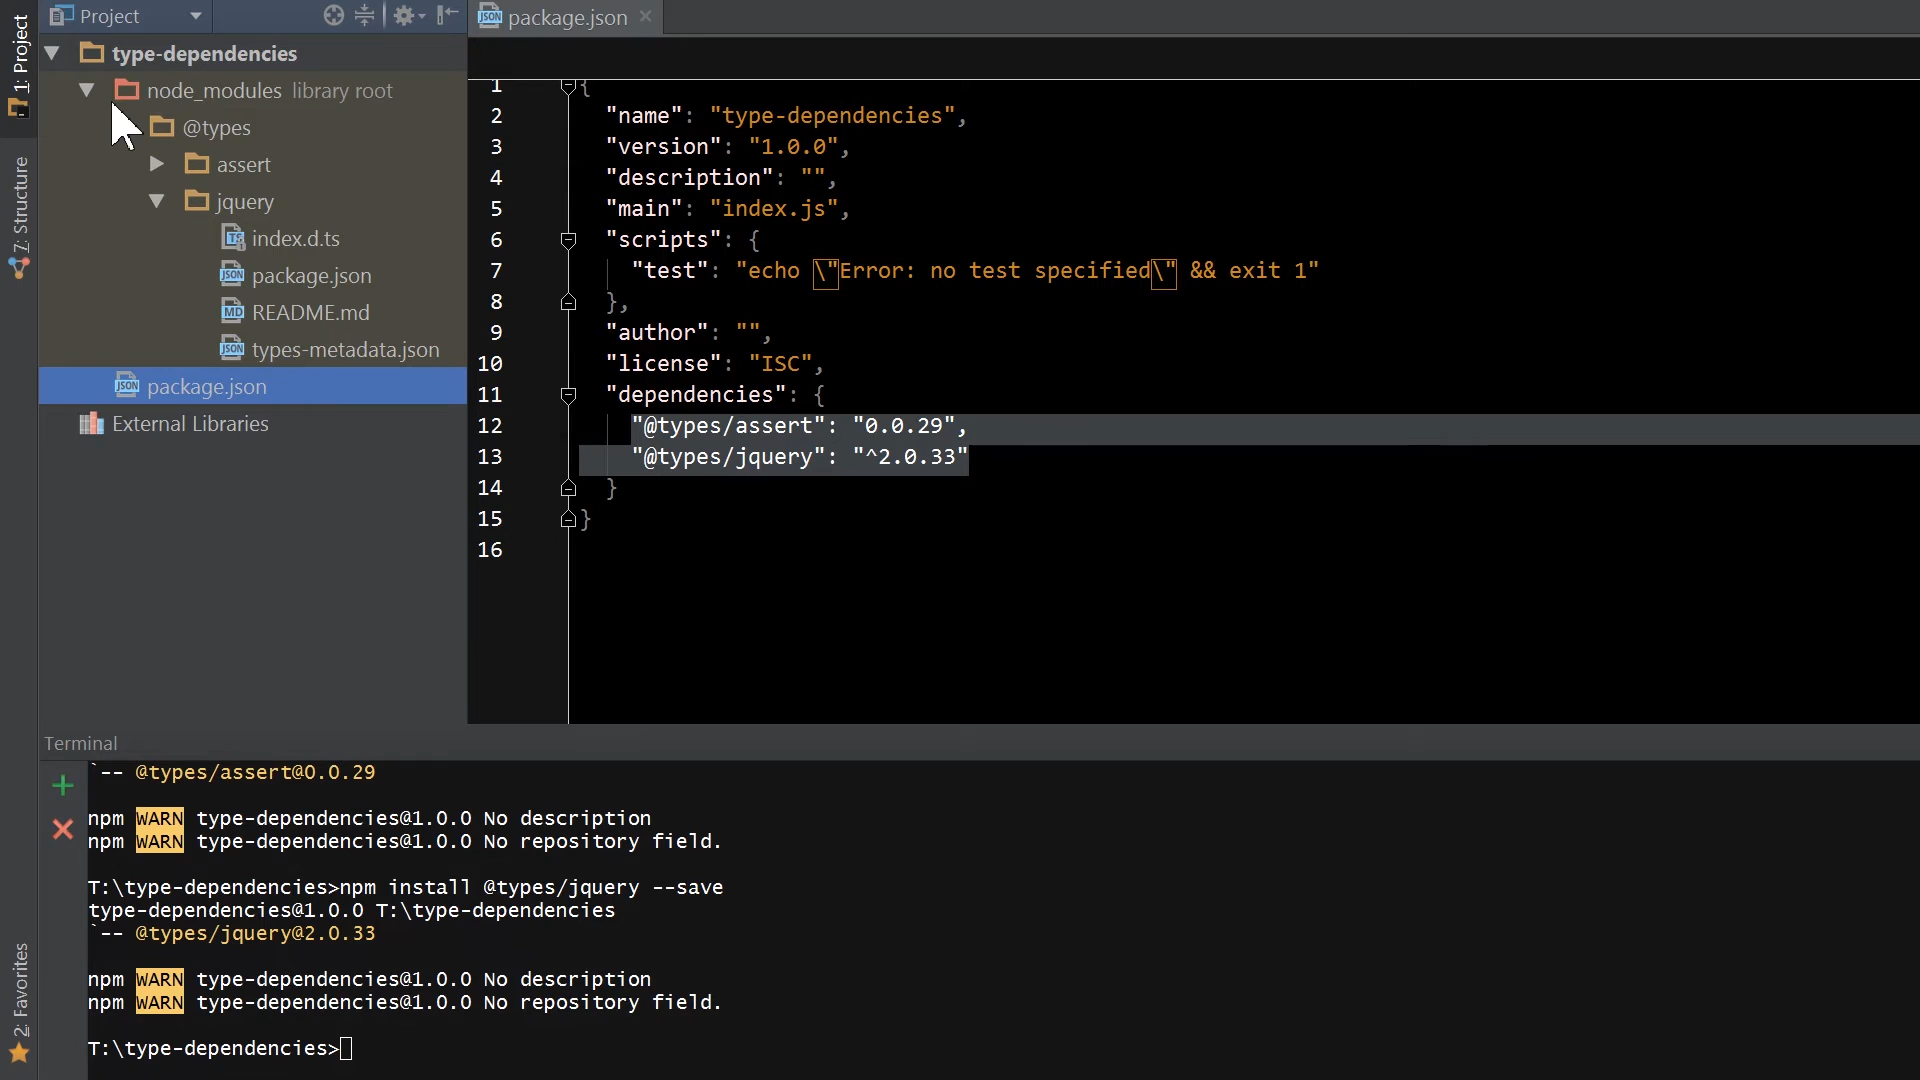 Project
package.json
1: Project
7: Structure
2: Favorites
type-dependencies
node_modules library root
@types
assert
jquery
TS index.d.ts
JSON package.json
MD README.md
JSON types-metadata.json
JSON package.json
External Libraries
1 {
2 "name": "type-dependencies",
3 "version": "1.0.0",
4 "description": "",
5 "main": "index.js",
6 "scripts": {
7 "test": "echo \"Error: no test specified\" && exit 1"
8 },
9 "author": "",
10 "license": "ISC",
11 "dependencies": {
12 "@types/assert": "0.0.29",
13 "@types/jquery": "^2.0.33"
14 }
15 }
16
Terminal
`-- @types/assert@0.0.29
npm WARN type-dependencies@1.0.0 No description
npm WARN type-dependencies@1.0.0 No repository field.
T:\type-dependencies>npm install @types/jquery --save
type-dependencies@1.0.0 T:\type-dependencies
`-- @types/jquery@2.0.33
npm WARN type-dependencies@1.0.0 No description
npm WARN type-dependencies@1.0.0 No repository field.
T:\type-dependencies>